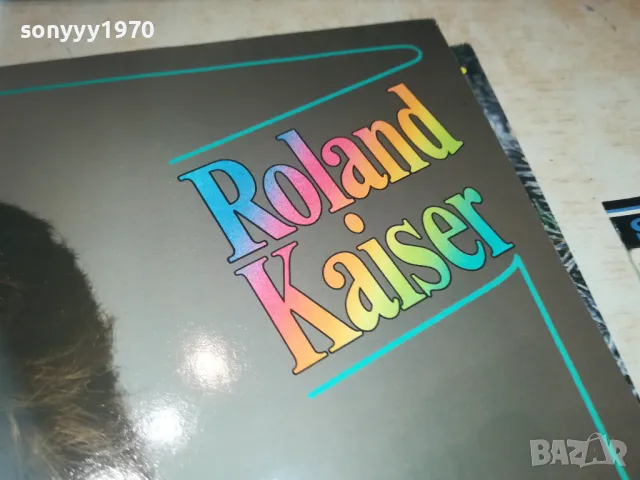 sonyyy1970
Roland
Kaiser
BAZAR